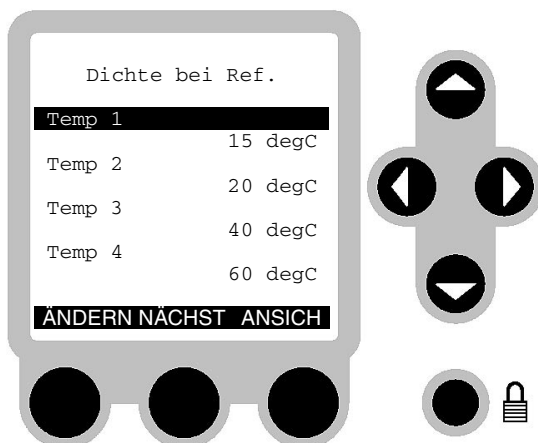 Dichte bei Ref.
Temp 1
15 degC
Temp 2
20 degC
Temp 3
40 degC
Temp 4
60 degC
ÄNDERN NÄCHST ANSICH